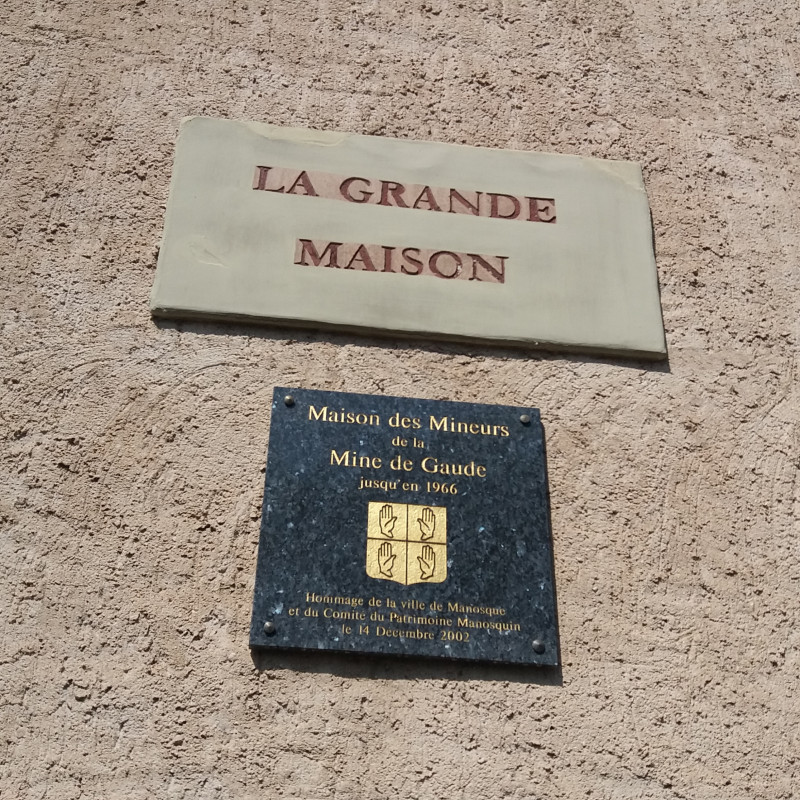 LA GRANDE
MAISON
Maison des Mineurs
de la
Mine de Gaude
jusqu'en 1966
Hommage de la ville de Manosque
et du Comité du Patrimoine Manosquin
le 14 Decembre 2002